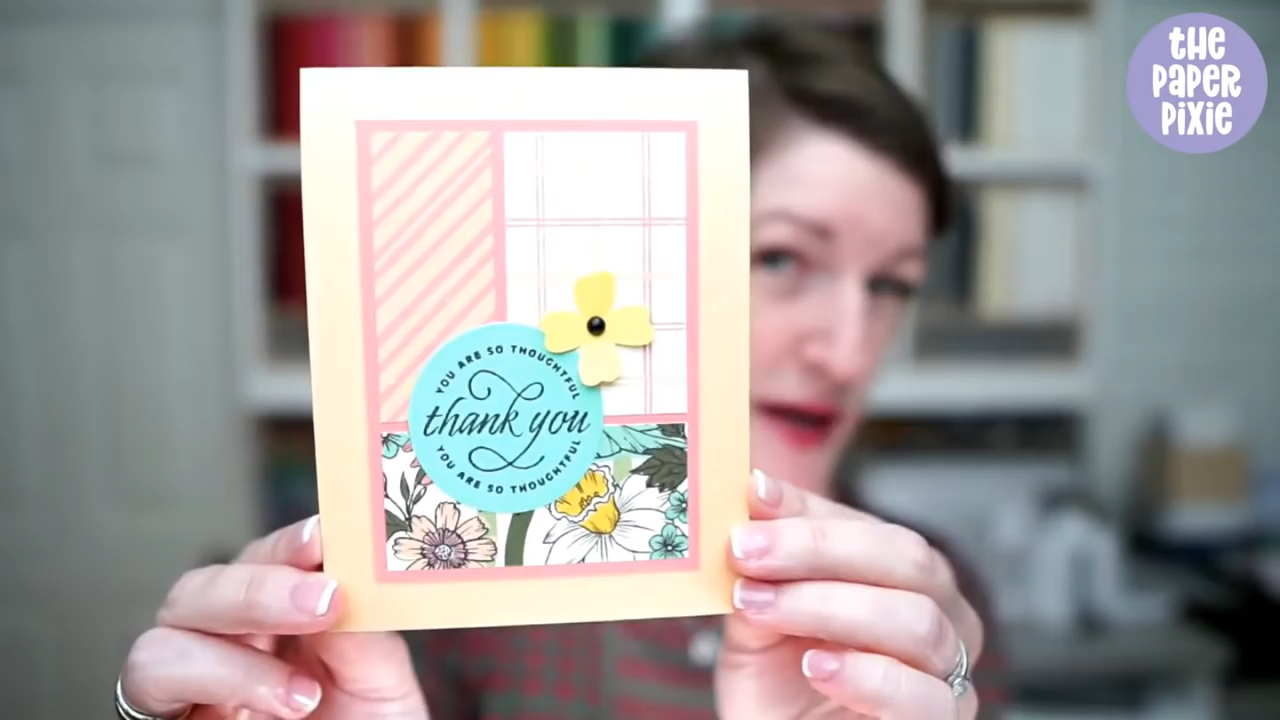 the
PAPER
PIXIE
YOU ARE SO THOUGHTFUL
thank you
YOU ARE SO THOUGHTFUL